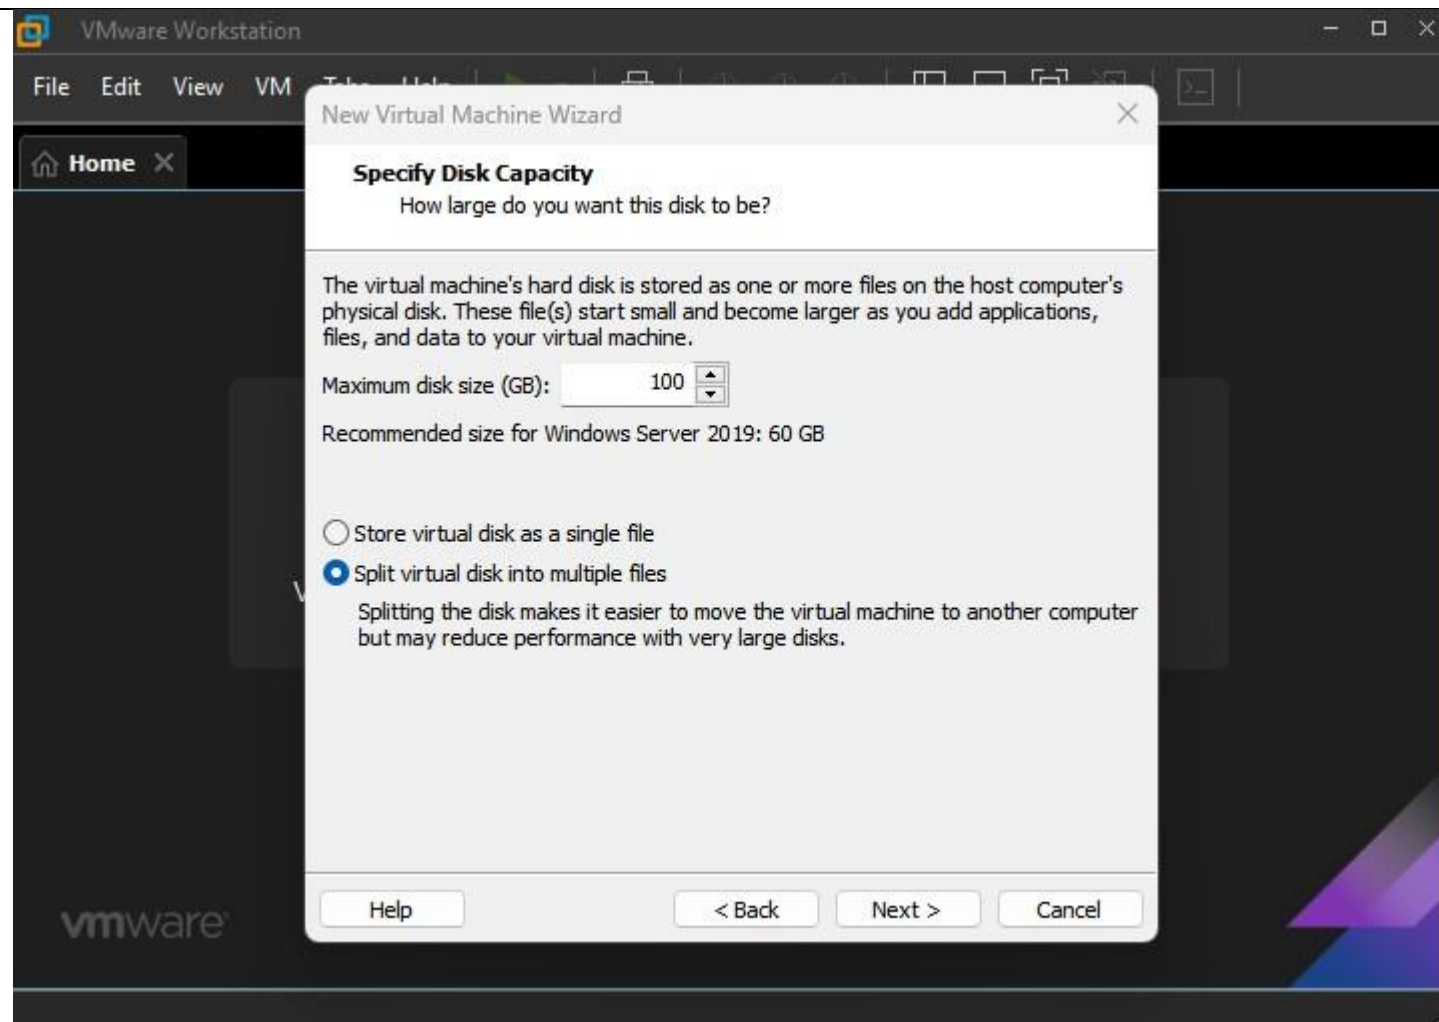 VMware Workstation
File Edit View VM
New Virtual Machine Wizard
Home
Specify Disk Capacity
How large do you want this disk to be?
The virtual machine's hard disk is stored as one or more files on the host computer's
physical disk. These file(s) start small and become larger as you add applications,
files, and data to your virtual machine.
Maximum disk size (GB): 100
Recommended size for Windows Server 2019: 60 GB
Store virtual disk as a single file
Split virtual disk into multiple files
Splitting the disk makes it easier to move the virtual machine to another computer
but may reduce performance with very large disks.
Help < Back Next > Cancel
vmware